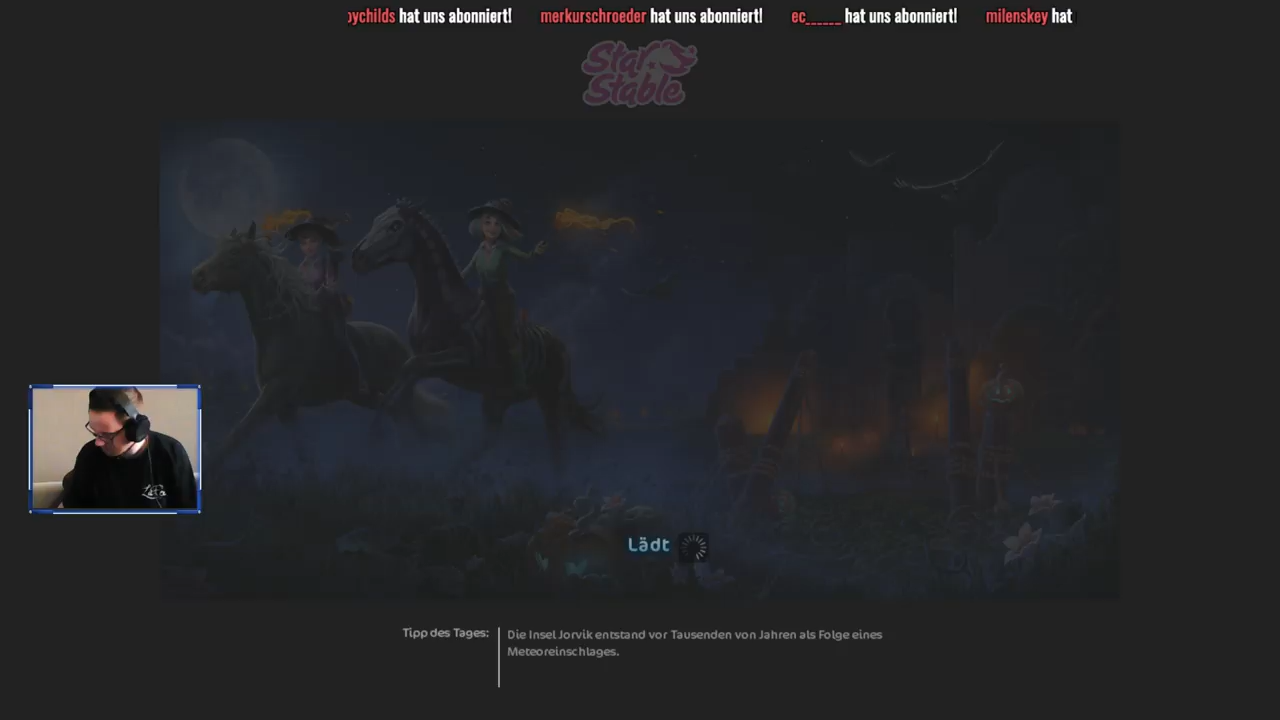 hat uns abonniert! merkurschroeder hat uns abonniert! ec______ hat uns abonniert! milenskey hat
Star
Stable
Lädt
Tipp des Tages:
Die Insel Jorvik entstand vor Tausenden von Jahren als Folge eines
Meteoreinschlages.